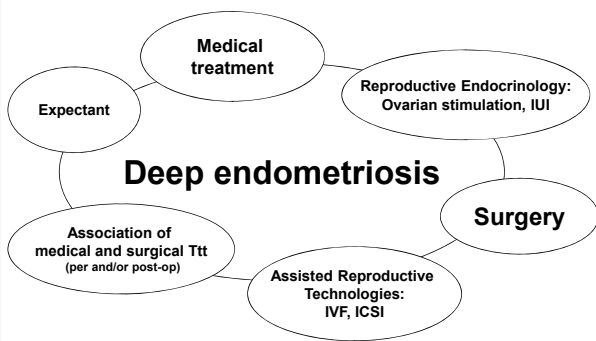 Medical
treatment
Reproductive Endocrinology:
Ovarian stimulation, IUI
Expectant
Deep endometriosis
Surgery
Association of
medical and surgical Ttt
(per and/or post-op)
Assisted Reproductive
Technologies:
IVF, ICSI